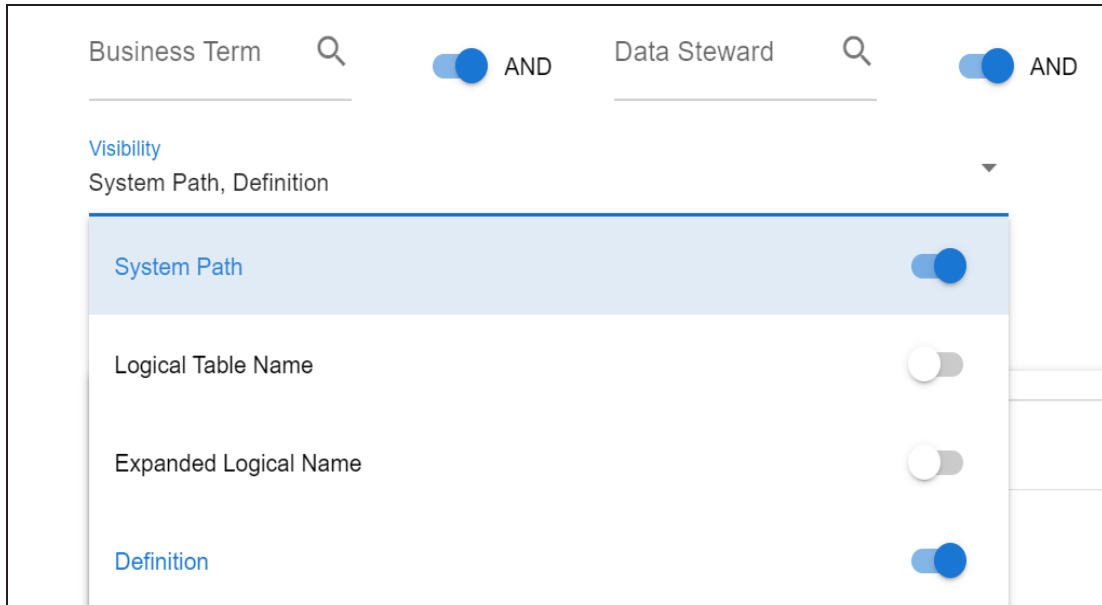 Business Term AND Data Steward AND
Visibility
System Path, Definition
System Path
Logical Table Name
Expanded Logical Name
Definition